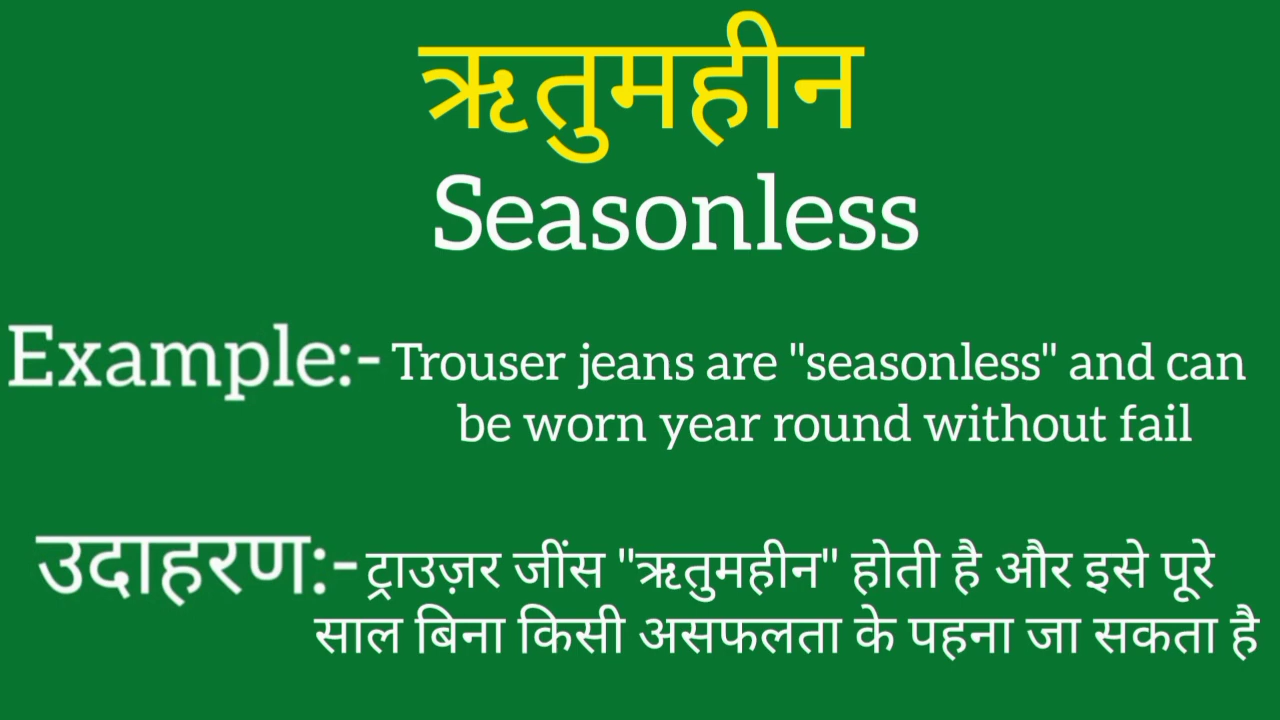 ऋतुमहीन
Seasonless
Example:- Trouser jeans are "seasonless" and can
be worn year round without fail
उदाहरण:- ट्राउज़र जींस "ऋतुमहीन" होती है और इसे पूरे
साल बिना किसी असफलता के पहना जा सकता है